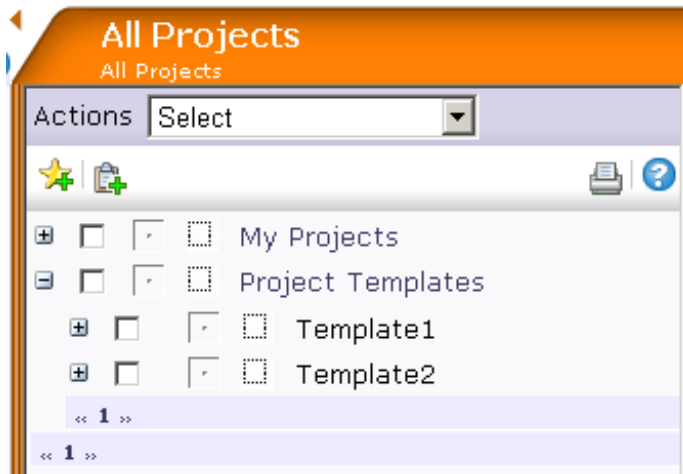 All Projects
All Projects
Actions Select
My Projects
Project Templates
Template1
Template2
« 1 »
« 1 »